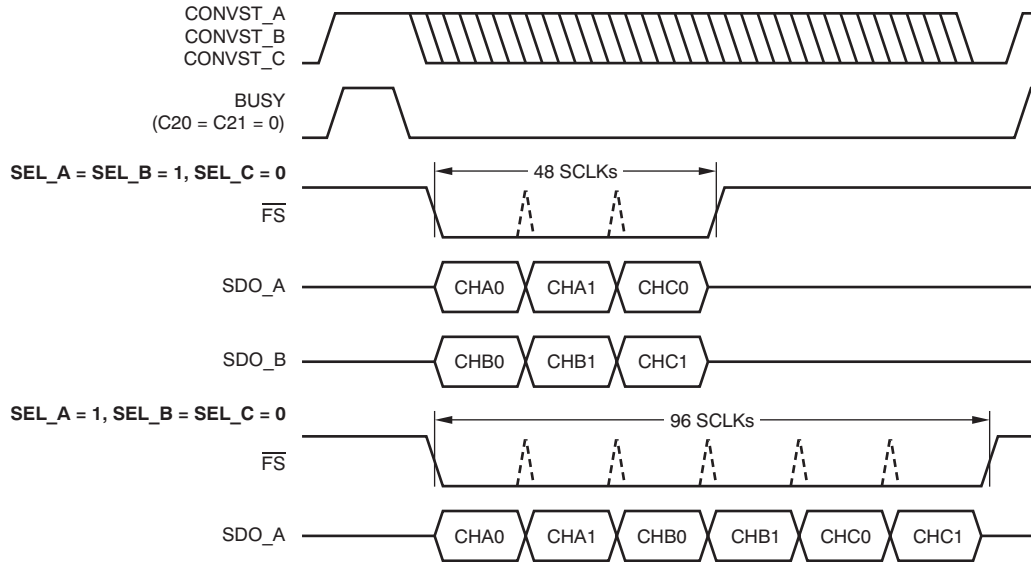 CONVST_A
CONVST_B
CONVST_C
BUSY
(C20 = C21 = 0)
SEL_A = SEL_B = 1, SEL_C = 0
48 SCLKs
FS
SDO_A
CHA0 CHA1 CHC0
SDO_B
CHB0 CHB1 CHC1
SEL_A = 1, SEL_B = SEL_C = 0
96 SCLKs
FS
SDO_A
CHA0 CHA1 CHB0 CHB1 CHC0 CHC1